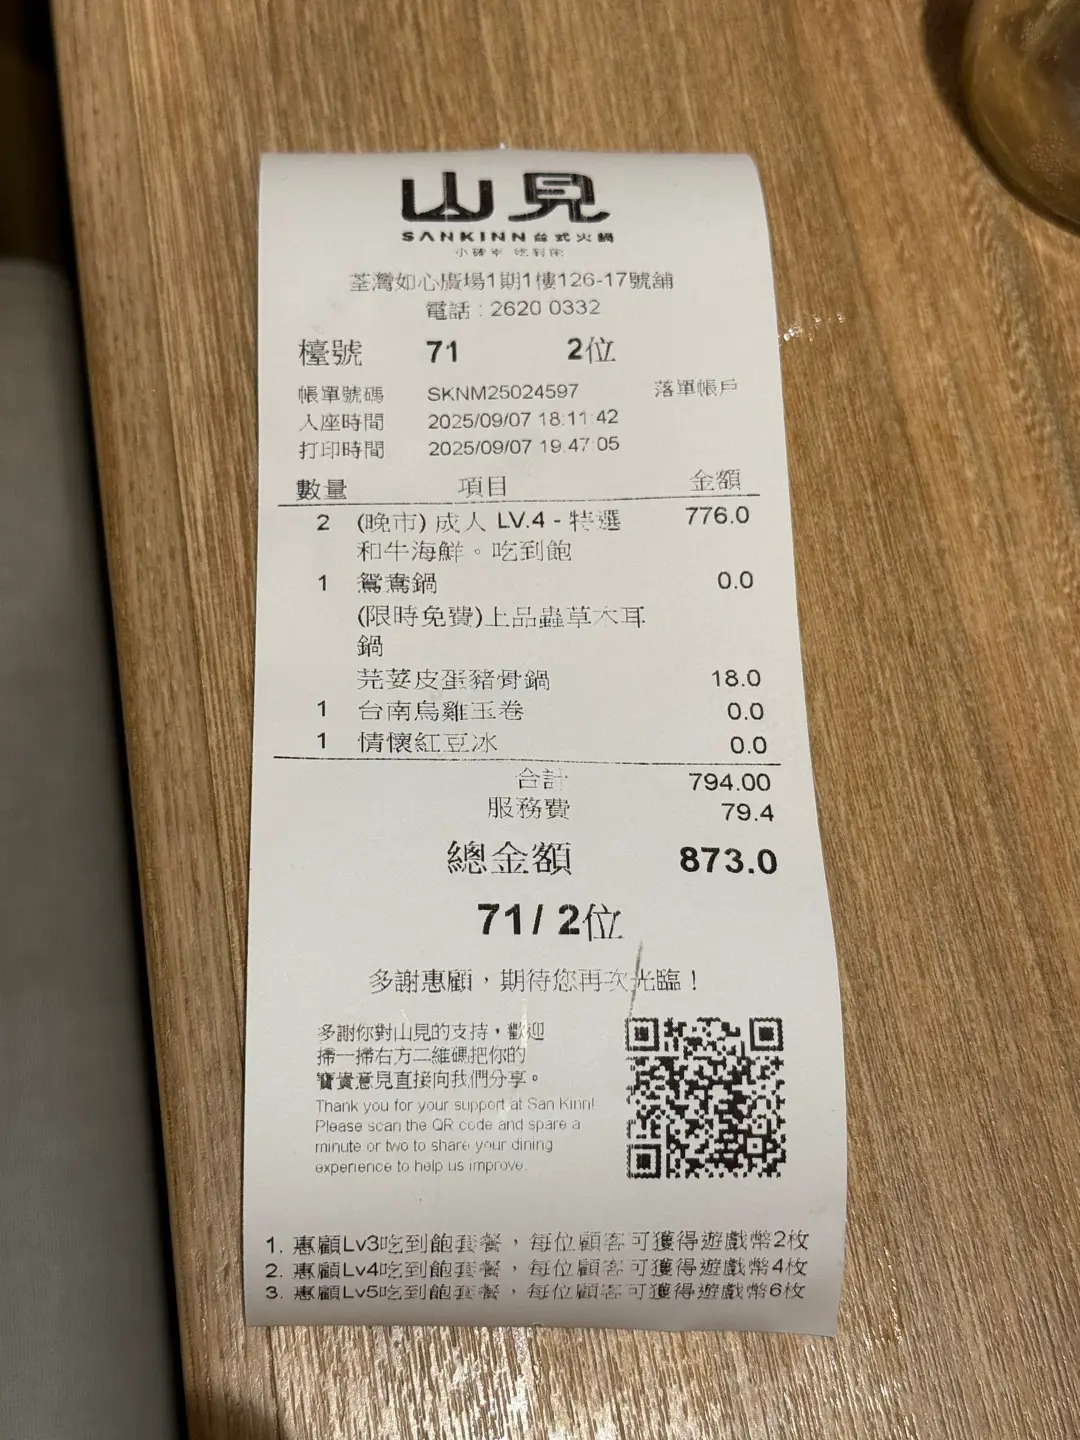 山見
SANKINN 台式火鍋
小確幸 吃到飽
荃灣如心廣場1期1樓126-17號舖
電話 : 2620 0332
檯號 71 2位
帳單號碼 SKNM25024597 落單帳戶
入座時間 2025/09/07 18:11:42
打印時間 2025/09/07 19:47:05
數量 項目 金額
2 (晚市) 成人 LV.4 - 特選 776.0
和牛海鮮。吃到飽
1 鴛鴦鍋 0.0
(限時免費)上品蟲草木耳
鍋
芫荽皮蛋豬骨鍋 18.0
1 台南烏雞玉卷 0.0
1 情懷紅豆冰 0.0
合計 794.00
服務費 79.4
總金額 873.0
71/ 2位
多謝惠顧，期待您再次光臨！
多謝你對山見的支持，歡迎
掃一掃右方二維碼把你的
寶貴意見直接向我們分享。
Thank you for your support at San Kinn!
Please scan the QR code and spare a
minute or two to share your dining
experience to help us improve.
1. 惠顧Lv3吃到飽套餐，每位顧客可獲得遊戲幣2枚
2. 惠顧Lv4吃到飽套餐，每位顧客可獲得遊戲幣4枚
3. 惠顧Lv5吃到飽套餐，每位顧客可獲得遊戲幣6枚